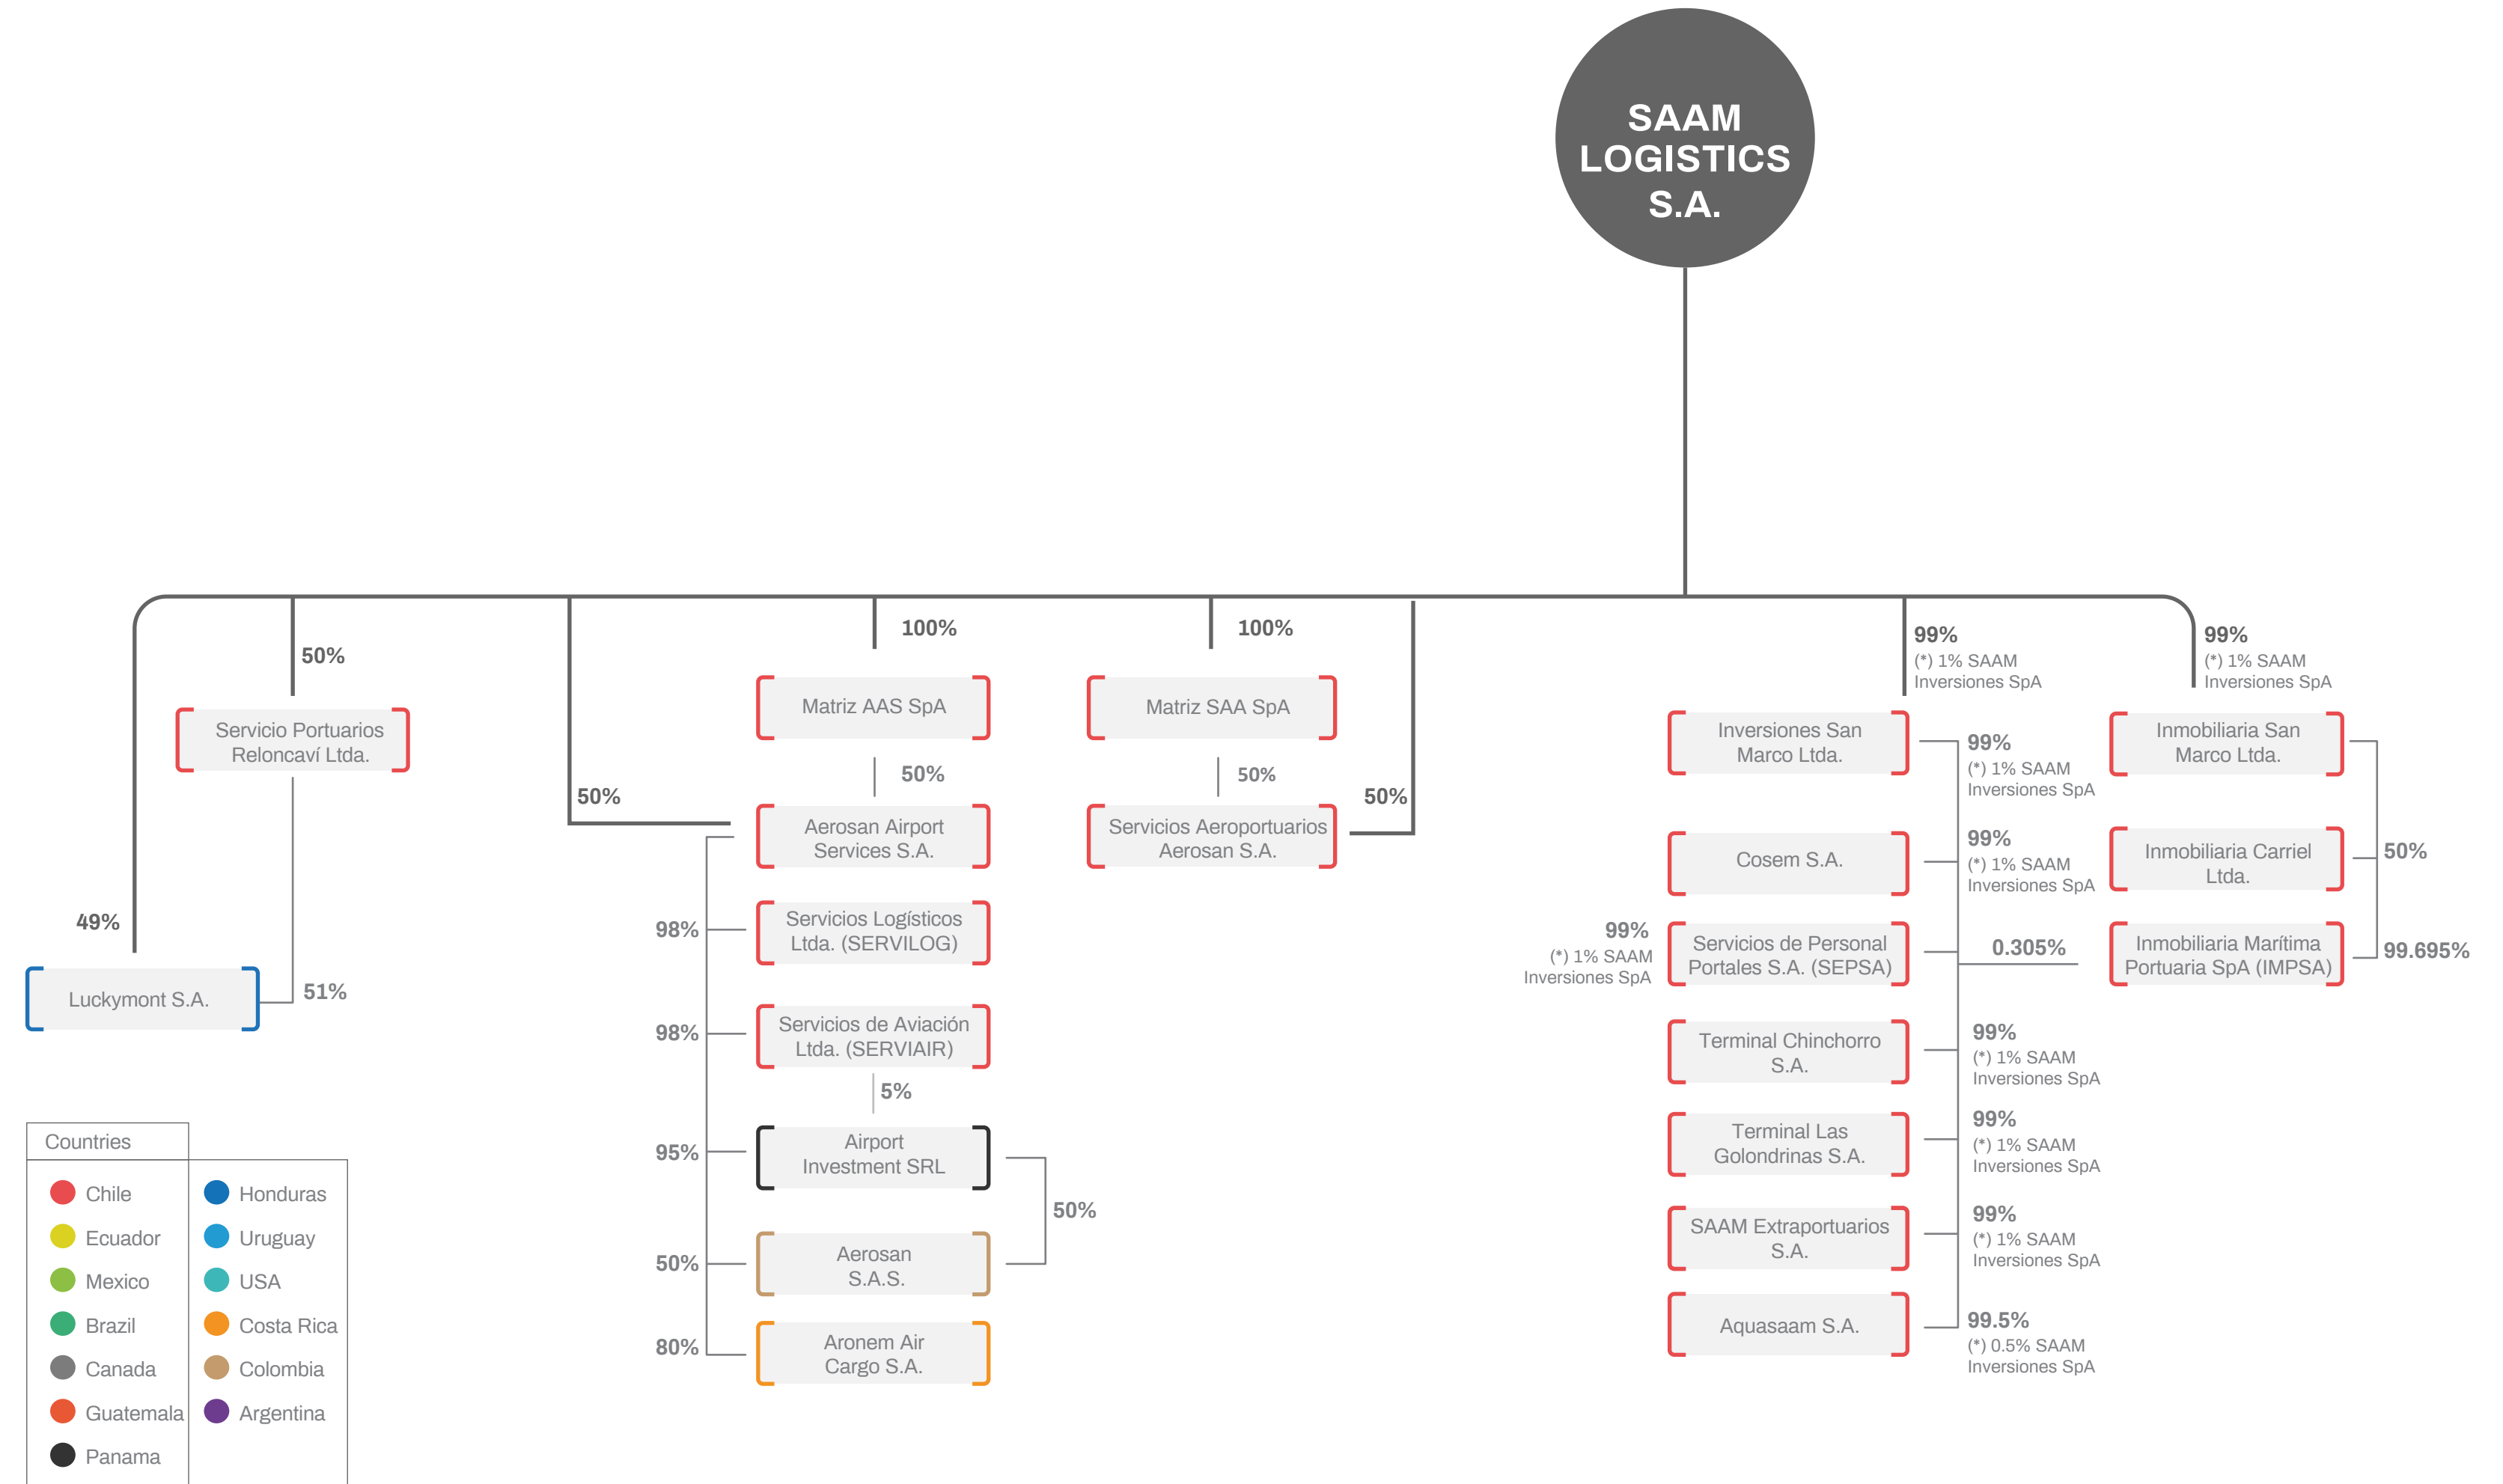 SAAM
LOGISTICS
S.A.
49%
50%
Servicio Portuarios
Reloncaví Ltda.
51%
Luckymont S.A.
50%
100%
Matriz AAS SpA
50%
Aerosan Airport
Services S.A.
98%
Servicios Logísticos
Ltda. (SERVILOG)
98%
Servicios de Aviación
Ltda. (SERVIAIR)
5%
95%
Airport
Investment SRL
50%
50%
Aerosan
S.A.S.
80%
Aronem Air
Cargo S.A.
100%
Matriz SAA SpA
50%
50%
Servicios Aeroportuarios
Aerosan S.A.
99%
(*) 1% SAAM
Inversiones SpA
Inversiones San
Marco Ltda.
99%
(*) 1% SAAM
Inversiones SpA
Cosem S.A.
99%
(*) 1% SAAM
Inversiones SpA
99%
(*) 1% SAAM
Inversiones SpA
Servicios de Personal
Portales S.A. (SEPSA)
0.305%
Terminal Chinchorro
S.A.
99%
(*) 1% SAAM
Inversiones SpA
Terminal Las
Golondrinas S.A.
99%
(*) 1% SAAM
Inversiones SpA
SAAM Extraportuarios
S.A.
99%
(*) 1% SAAM
Inversiones SpA
Aquasaam S.A.
99.5%
(*) 0.5% SAAM
Inversiones SpA
99%
(*) 1% SAAM
Inversiones SpA
Inmobiliaria San
Marco Ltda.
Inmobiliaria Carriel
Ltda.
50%
Inmobiliaria Marítima
Portuaria SpA (IMPSA)
99.695%
Countries
Chile
Ecuador
Mexico
Brazil
Canada
Guatemala
Panama
Honduras
Uruguay
USA
Costa Rica
Colombia
Argentina